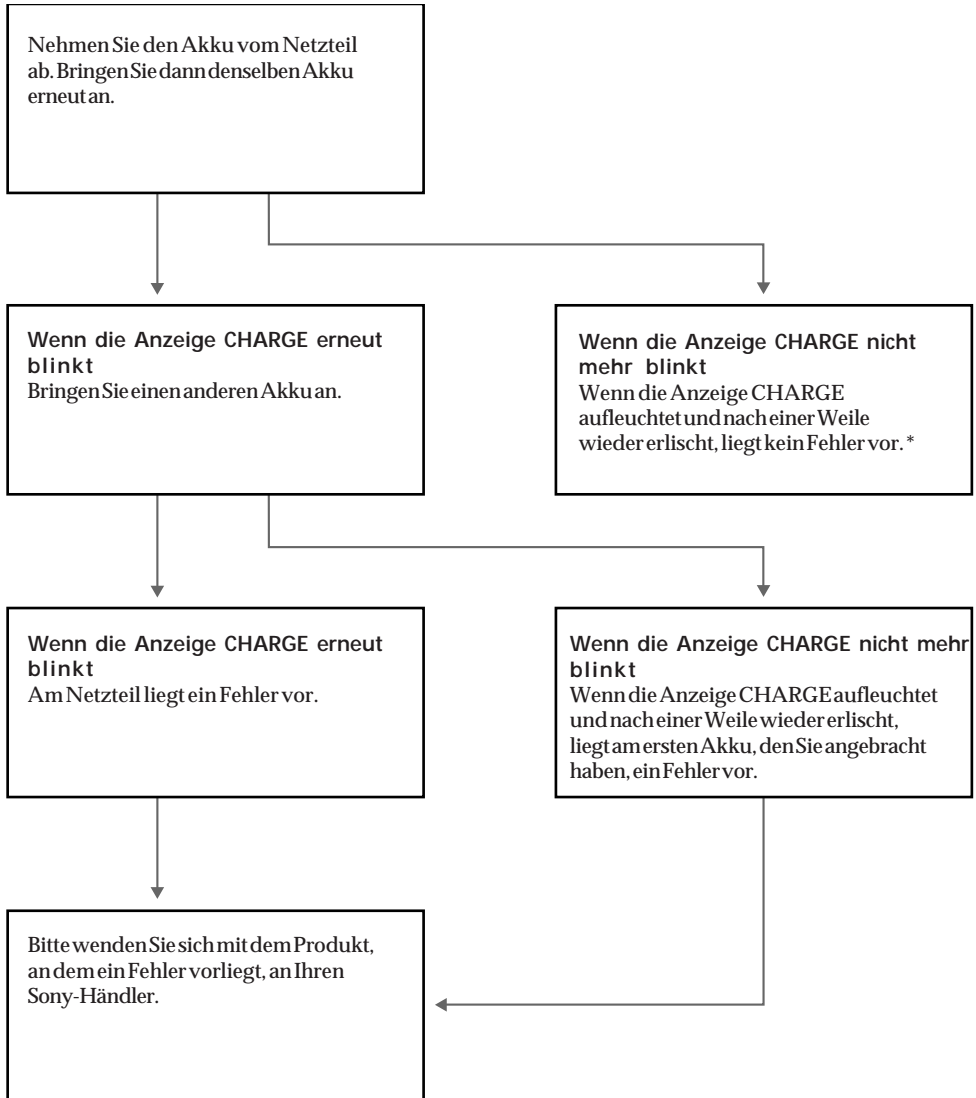 Nehmen Sie den Akku vom Netzteil
ab. Bringen Sie dann denselben Akku
erneut an.
Wenn die Anzeige CHARGE erneut
blinkt
Bringen Sie einen anderen Akku an.
Wenn die Anzeige CHARGE nicht
mehr blinkt
Wenn die Anzeige CHARGE
aufleuchtet und nach einer Weile
wieder erlischt, liegt kein Fehler vor. *
Wenn die Anzeige CHARGE erneut
blinkt
Am Netzteil liegt ein Fehler vor.
Wenn die Anzeige CHARGE nicht mehr
blinkt
Wenn die Anzeige CHARGE aufleuchtet
und nach einer Weile wieder erlischt,
liegt am ersten Akku, den Sie angebracht
haben, ein Fehler vor.
Bitte wenden Sie sich mit dem Produkt,
an dem ein Fehler vorliegt, an Ihren
Sony-Händler.